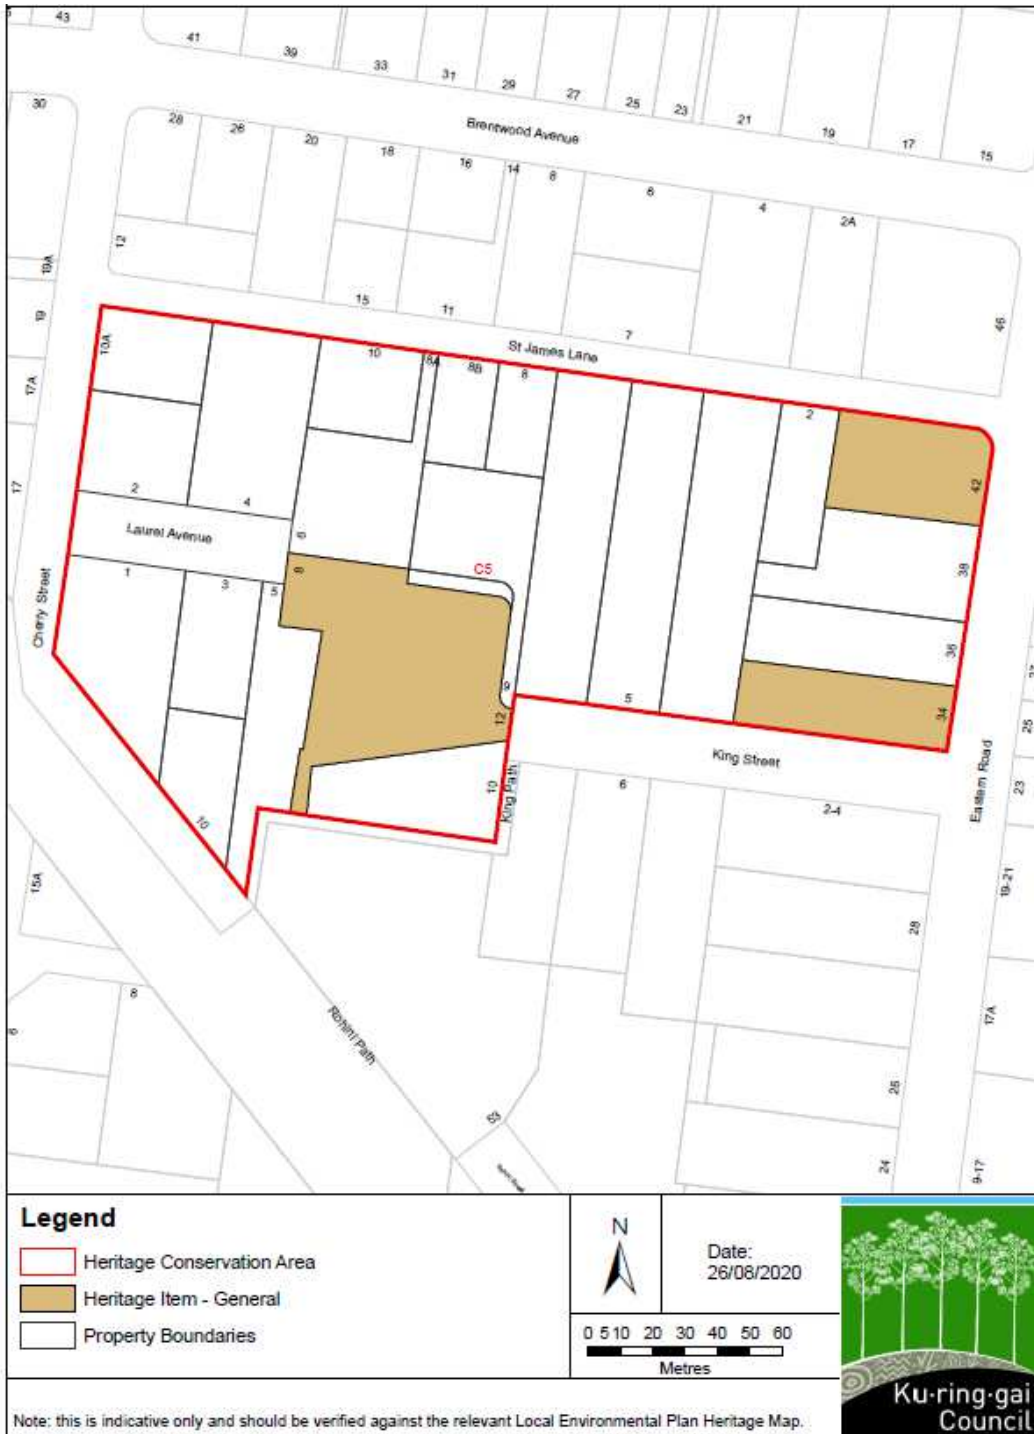 43
41
39
33
31
29
27
25
23
21
19
17
15
30
28
26
20
18
16
14
8
6
4
2A
Brentwood Avenue
12
19A
19
17A
17
15
11
7
46
St James Lane
10A
10
8A
8B
8
2
42
2
4
6
8
C5
38
Laurel Avenue
1
3
5
36
34
Cherry Street
9
12
5
King Street
10
King Path
Eastern Road
25
23
6
2-4
10
15A
19-21
28
17A
8
6
Rohini Path
26
53
24
9-17
Legend
Heritage Conservation Area
Heritage Item - General
Property Boundaries
N
Date:
26/08/2020
0 5 10 20 30 40 50 60
Metres
Ku·ring·gai
Council
Note: this is indicative only and should be verified against the relevant Local Environmental Plan Heritage Map.